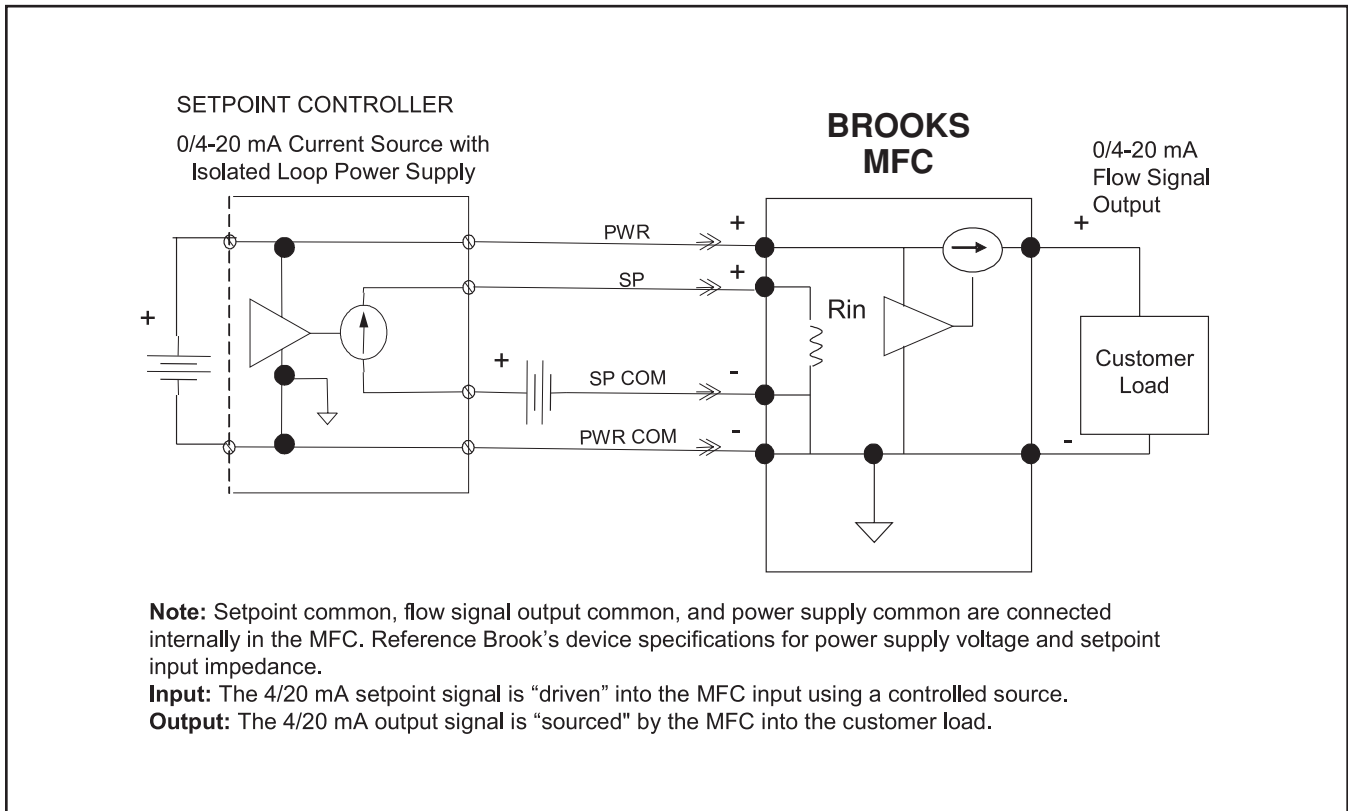 SETPOINT CONTROLLER
0/4-20 mA Current Source with
Isolated Loop Power Supply
BROOKS
MFC
0/4-20 mA
Flow Signal
Output
PWR
+
+
+
SP
+
Rin
+
+
SP COM
-
Customer
Load
PWR COM
-
-
Note: Setpoint common, flow signal output common, and power supply common are connected
internally in the MFC. Reference Brook's device specifications for power supply voltage and setpoint
input impedance.
Input: The 4/20 mA setpoint signal is “driven” into the MFC input using a controlled source.
Output: The 4/20 mA output signal is “sourced" by the MFC into the customer load.